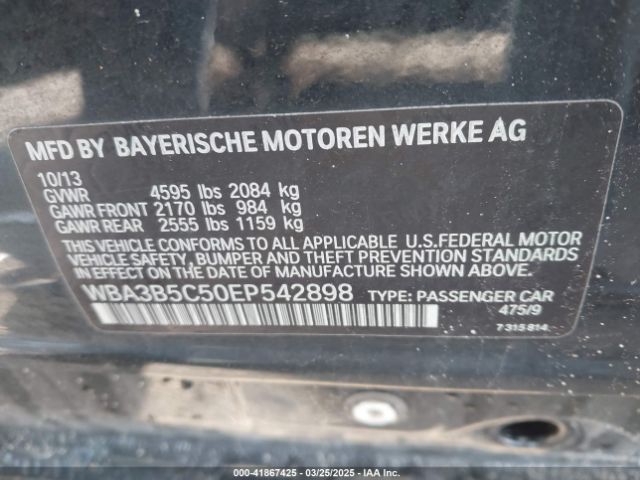 MFD BY BAYERISCHE MOTOREN WERKE AG
10/13
GVWR 4595 lbs 2084 kg
GAWR FRONT 2170 lbs 984 kg
GAWR REAR 2555 lbs 1159 kg
THIS VEHICLE CONFORMS TO ALL APPLICABLE U.S.FEDERAL MOTOR
VEHICLE SAFETY, BUMPER AND THEFT PREVENTION STANDARDS
IN EFFECT ON THE DATE OF MANUFACTURE SHOWN ABOVE.
WBA3B5C50EP542898 TYPE: PASSENGER CAR
475/9
7 315 814
000-41867425 | 03/25/2025 | IAA Inc.